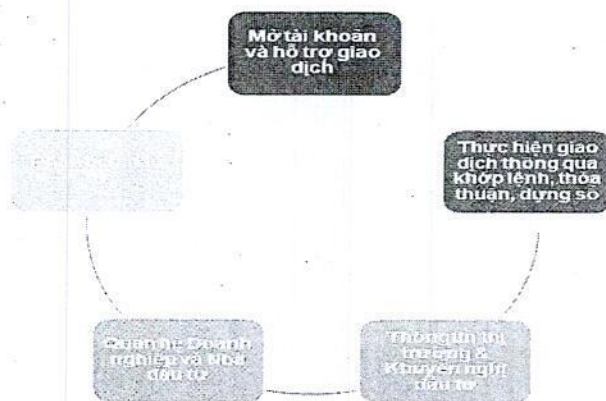 Mở tài khoản
và hỗ trợ giao
dịch
Thực hiện giao
dịch thông qua
khớp lệnh, thỏa
thuận, dựng sổ
Thông tin thị
trường &
Khuyến nghị
đầu tư
Quan hệ Doanh
nghiệp và Nhà
đầu tư